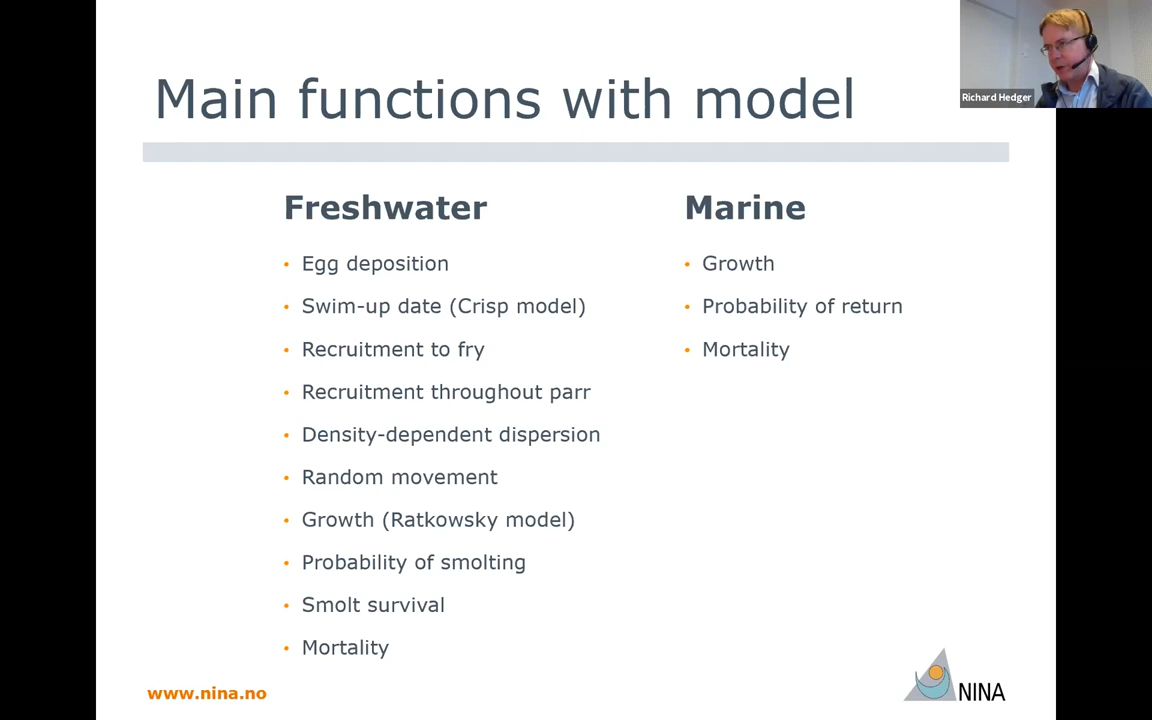 Main functions with model
Richard Hedger
Freshwater
• Egg deposition
• Swim-up date (Crisp model)
• Recruitment to fry
• Recruitment throughout parr
• Density-dependent dispersion
• Random movement
• Growth (Ratkowsky model)
• Probability of smolting
• Smolt survival
• Mortality
Marine
• Growth
• Probability of return
• Mortality
www.nina.no
NINA